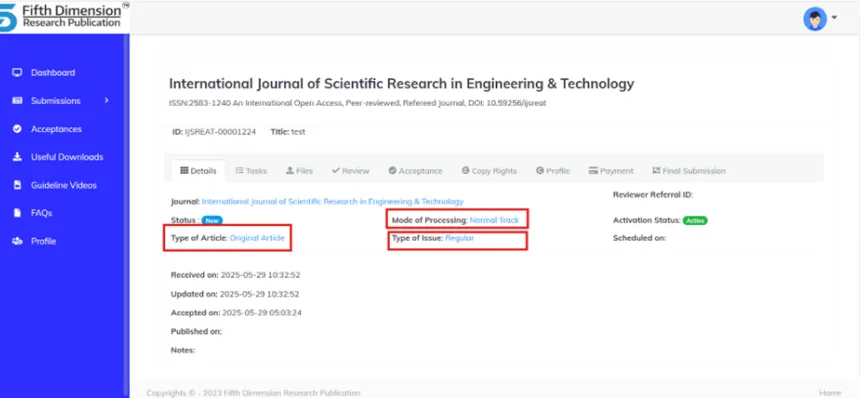 Fifth Dimension
Research Publication
Dashboard
Submissions
Acceptances
Useful Downloads
Guideline Videos
FAQs
Profile
International Journal of Scientific Research in Engineering & Technology
ISSN:2583-1240 An International Open Access, Peer-reviewed, Refereed Journal, DOI: 10.59256/ijsreat
ID: IJSREAT-00001224 Title: test
Details Tasks Files Review Acceptance Copy Rights Profile Payment Final Submission
Journal: International Journal of Scientific Research in Engineering & Technology Reviewer Referral ID:
Status : New Mode of Processing: Normal Track Activation Status: Active
Type of Article: Original Article Type of Issue: Regular Scheduled on:
Received on: 2025-05-29 10:32:52
Updated on: 2025-05-29 10:32:52
Accepted on: 2025-05-29 05:03:24
Published on:
Notes:
Copyrights © - 2023 Fifth Dimension Research Publication Home